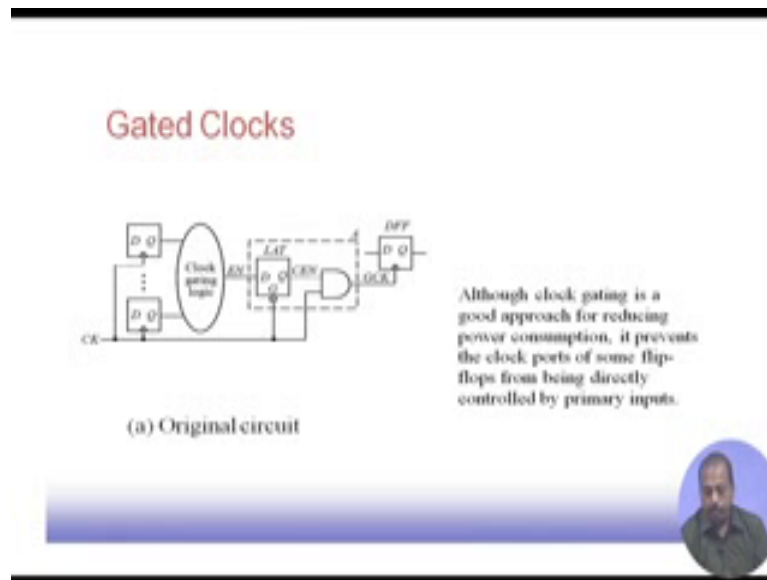 Gated Clocks
DFF
D Q
LAT
D Q
Clock
gating
logic
EN
D Q
G
CEN
GCK
D Q
CK
Although clock gating is a
good approach for reducing
power consumption, it prevents
the clock ports of some flip-
flops from being directly
controlled by primary inputs.
(a) Original circuit